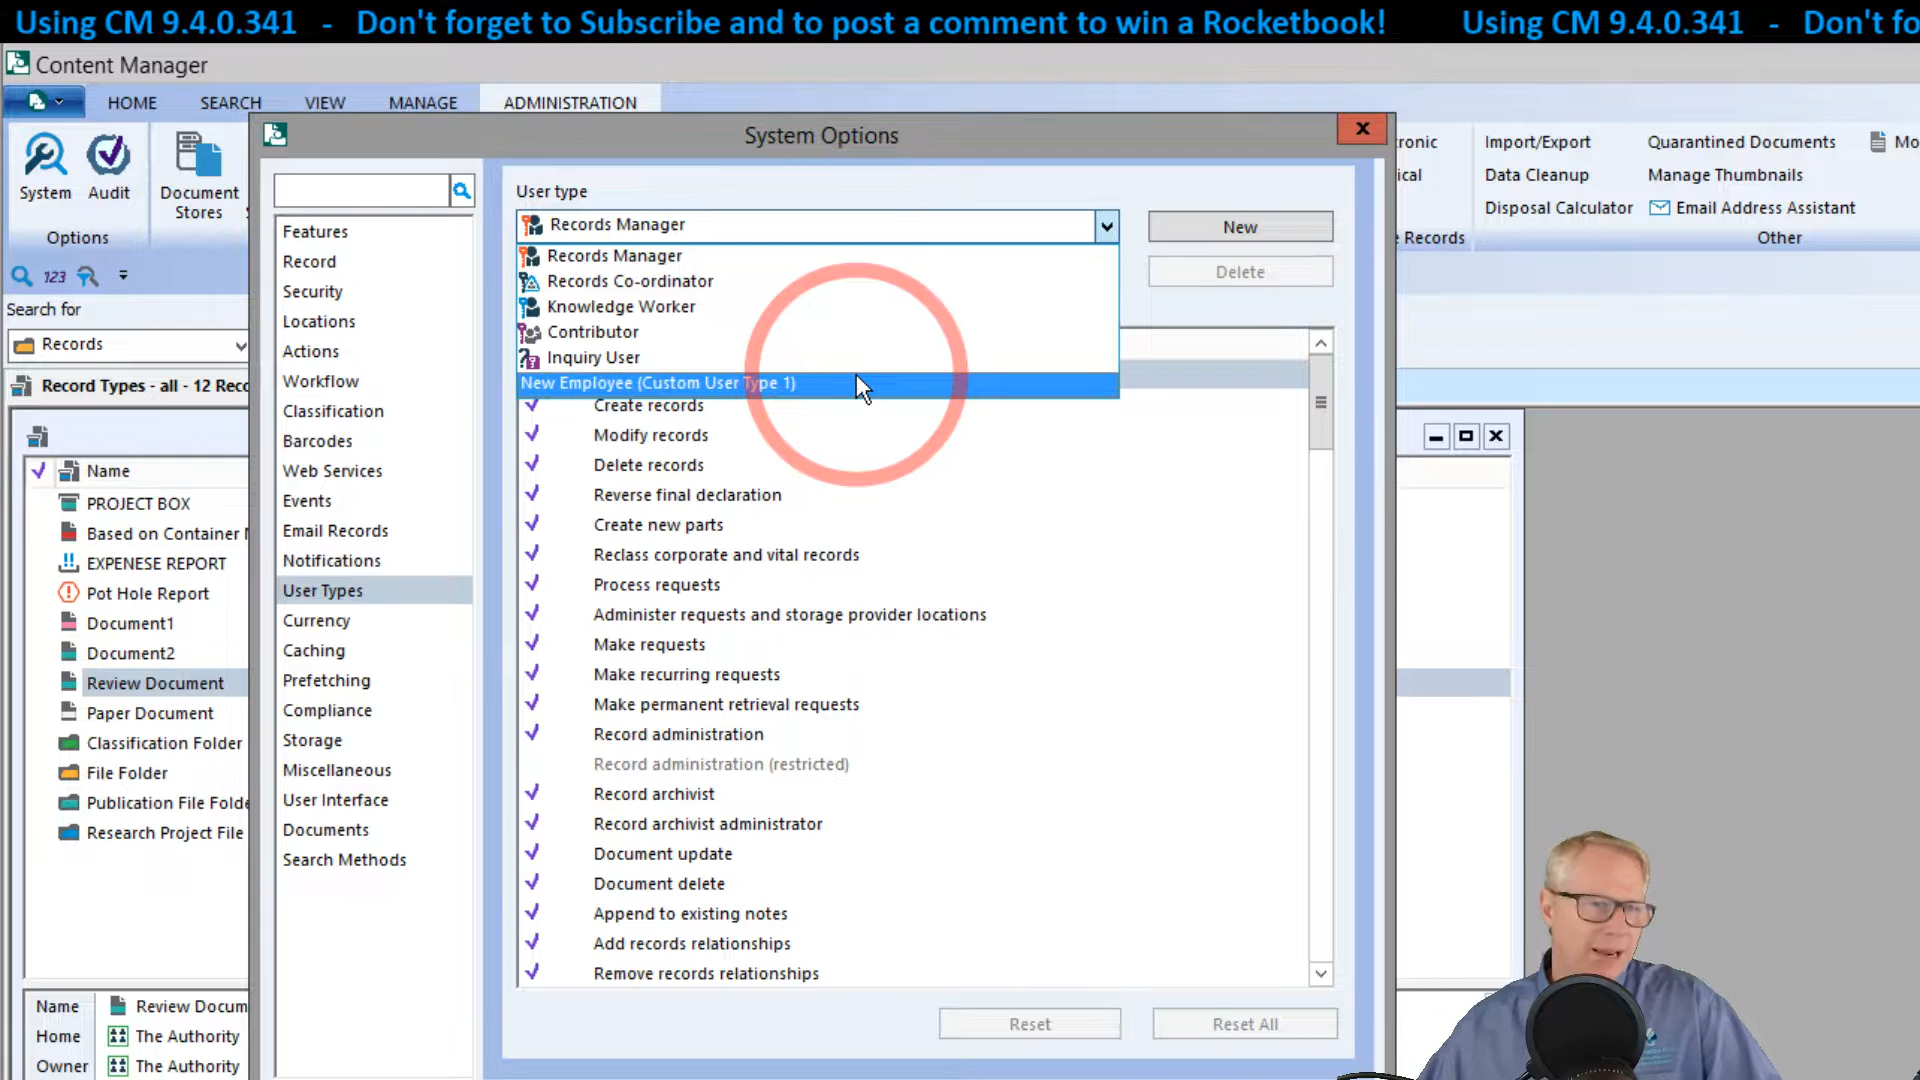 Using CM 9.4.0.341 - Don't forget to Subscribe and to post a comment to win a Rocketbook! Using CM 9.4.0.341 - Don't fo
Content Manager
HOME SEARCH VIEW MANAGE ADMINISTRATION
System Options
x
System
Audit
Document
Stores
Options
ronic
ical
e Records
Import/Export
Data Cleanup
Disposal Calculator
Quarantined Documents
Manage Thumbnails
Email Address Assistant
Mo
Other
123
Search for
Records
Record Types - all - 12 Reco
Name
PROJECT BOX
Based on Container N
EXPENESE REPORT
Pot Hole Report
Document1
Document2
Review Document
Paper Document
Classification Folder
File Folder
Publication File Folde
Research Project File
Name Review Docum
Home The Authority
Owner The Authority
Features
Record
Security
Locations
Actions
Workflow
Classification
Barcodes
Web Services
Events
Email Records
Notifications
User Types
Currency
Caching
Prefetching
Compliance
Storage
Miscellaneous
User Interface
Documents
Search Methods
User type
Records Manager
New
Delete
Records Manager
Records Co-ordinator
Knowledge Worker
Contributor
Inquiry User
New Employee (Custom User Type 1)
Create records
Modify records
Delete records
Reverse final declaration
Create new parts
Reclass corporate and vital records
Process requests
Administer requests and storage provider locations
Make requests
Make recurring requests
Make permanent retrieval requests
Record administration
Record administration (restricted)
Record archivist
Record archivist administrator
Document update
Document delete
Append to existing notes
Add records relationships
Remove records relationships
Reset
Reset All